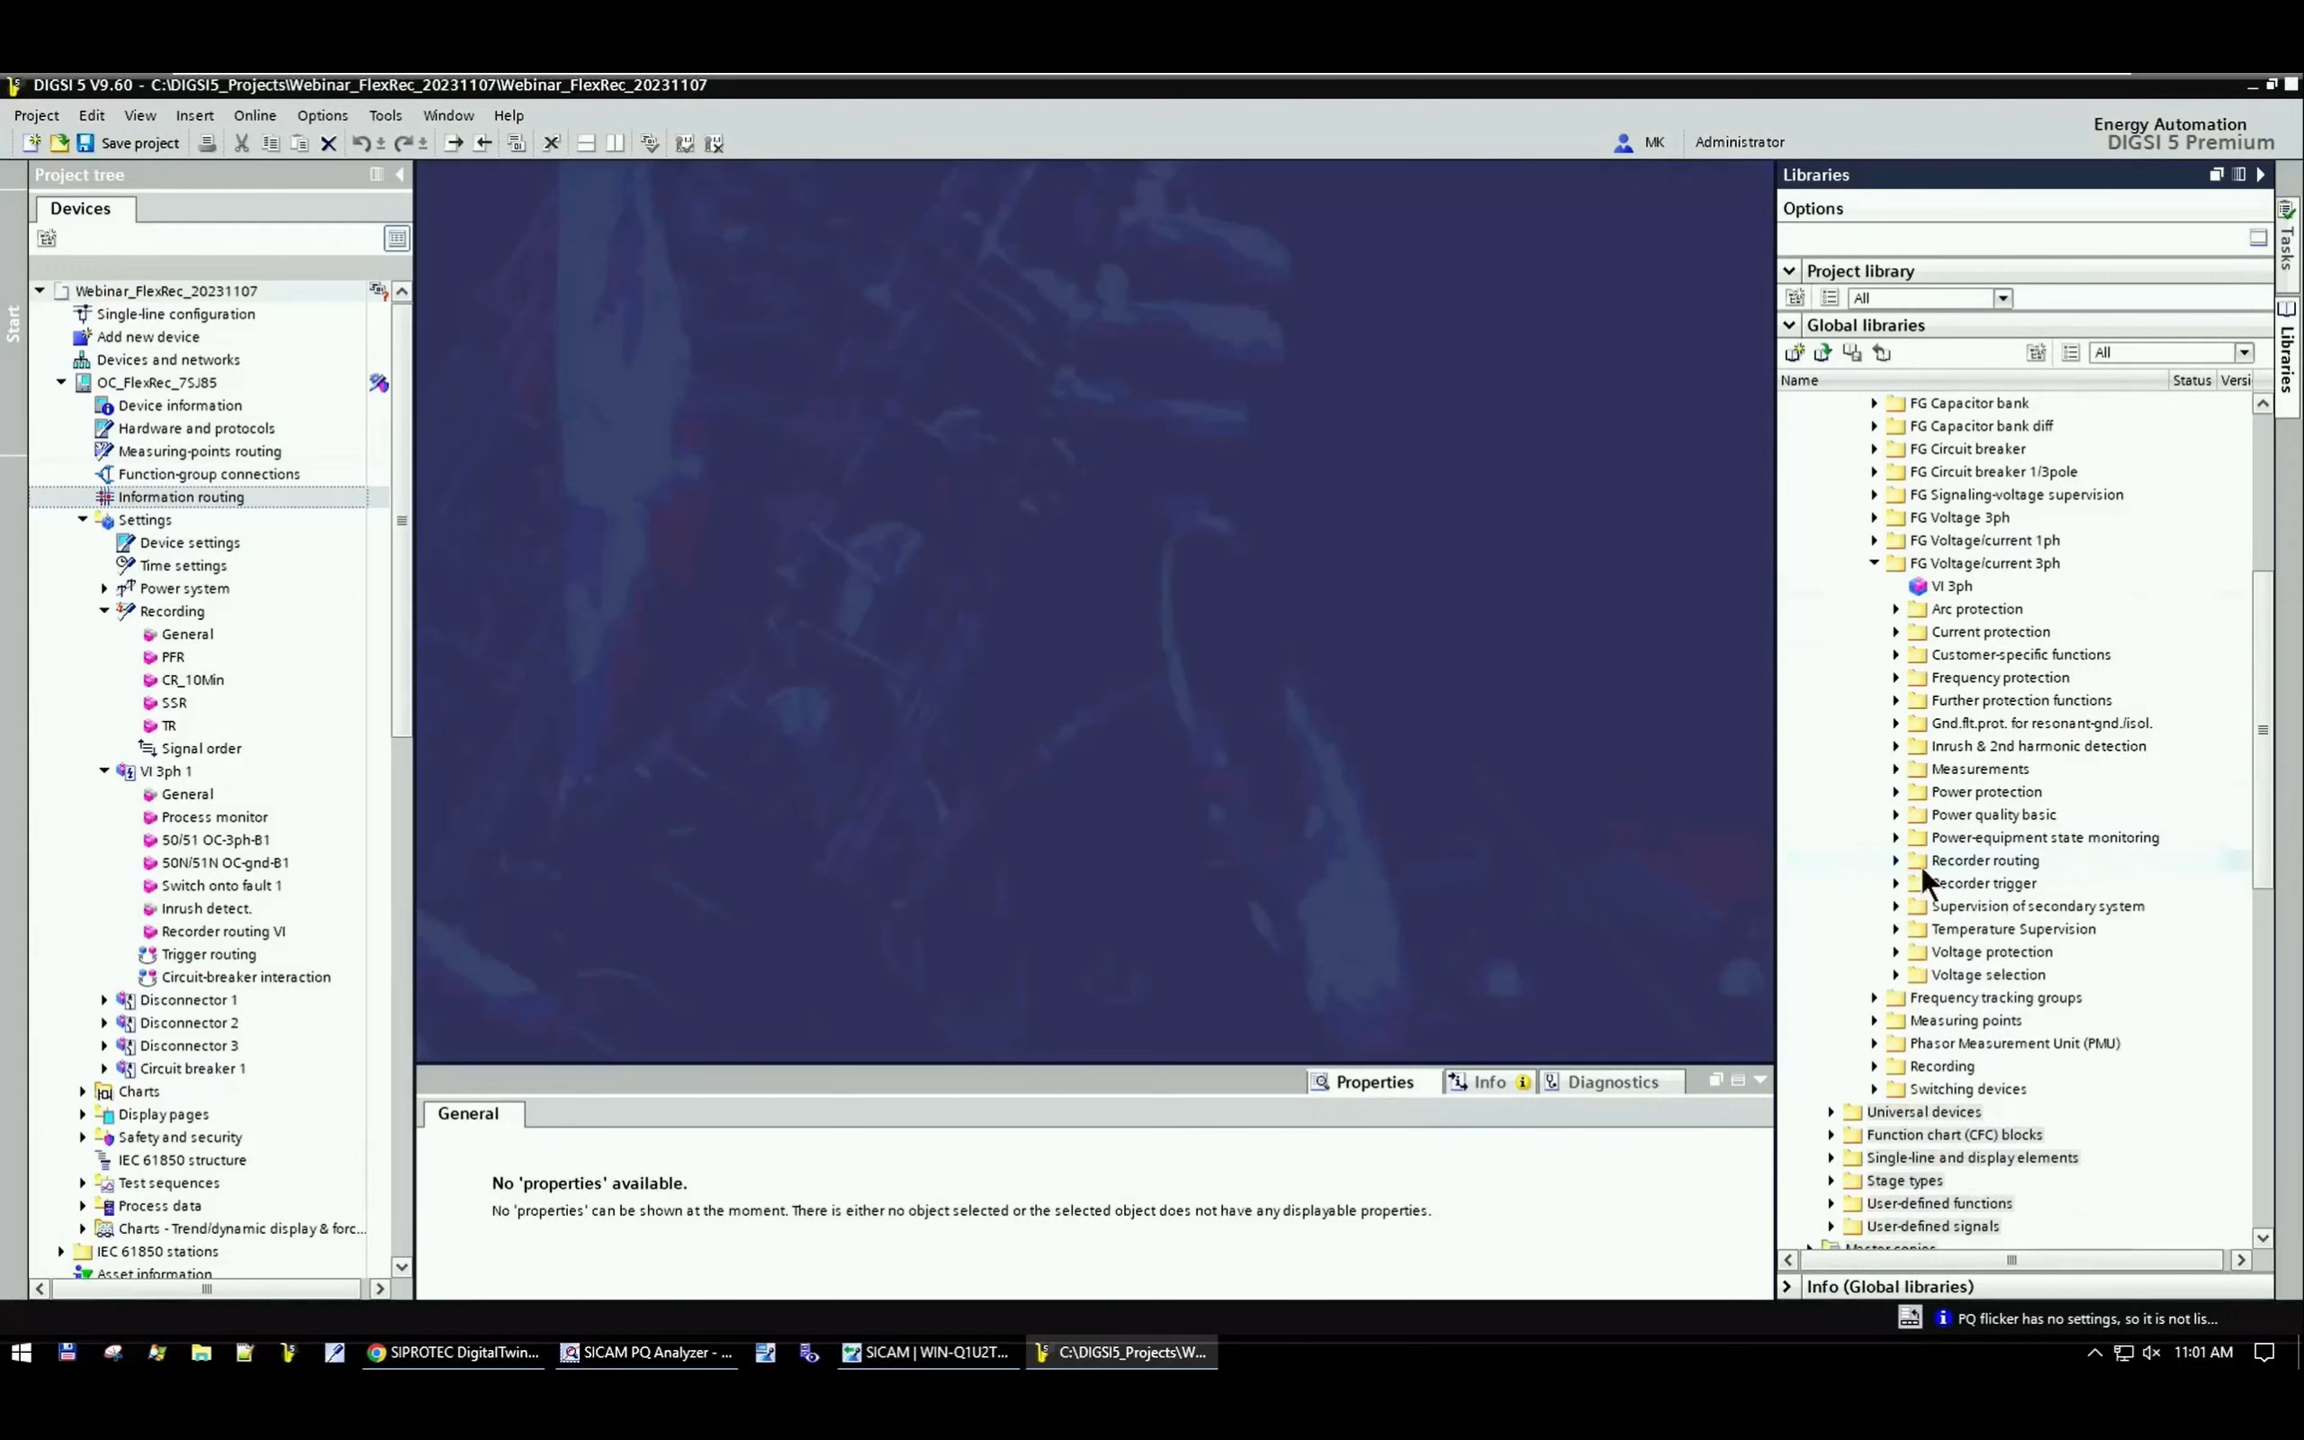 DIGSI 5 V9.60 - C:\DIGSI5_Projects\Webinar_FlexRec_20231107\Webinar_FlexRec_20231107
Project Edit View Insert Online Options Tools Window Help
Energy Automation
DIGSI 5 Premium
Save project
MK
Administrator
Start
Project tree
Devices
Webinar_FlexRec_20231107
Single-line configuration
Add new device
Devices and networks
OC_FlexRec_7SJ85
Device information
Hardware and protocols
Measuring-points routing
Function-group connections
Information routing
Settings
Device settings
Time settings
Power system
Recording
General
PFR
CR_10Min
SSR
TR
Signal order
VI 3ph 1
General
Process monitor
50/51 OC-3ph-B1
50N/51N OC-gnd-B1
Switch onto fault 1
Inrush detect.
Recorder routing VI
Trigger routing
Circuit-breaker interaction
Disconnector 1
Disconnector 2
Disconnector 3
Circuit breaker 1
Charts
Display pages
Safety and security
IEC 61850 structure
Test sequences
Process data
Charts - Trend/dynamic display & forc...
IEC 61850 stations
Asset information
Properties
Info
Diagnostics
General
No 'properties' available.
No 'properties' can be shown at the moment. There is either no object selected or the selected object does not have any displayable properties.
Libraries
Options
Project library
All
Global libraries
All
Name Status Versi
FG Capacitor bank
FG Capacitor bank diff
FG Circuit breaker
FG Circuit breaker 1/3pole
FG Signaling-voltage supervision
FG Voltage 3ph
FG Voltage/current 1ph
FG Voltage/current 3ph
VI 3ph
Arc protection
Current protection
Customer-specific functions
Frequency protection
Further protection functions
Gnd.flt.prot. for resonant-gnd./isol.
Inrush & 2nd harmonic detection
Measurements
Power protection
Power quality basic
Power-equipment state monitoring
Recorder routing
ecorder trigger
Supervision of secondary system
Temperature Supervision
Voltage protection
Voltage selection
Frequency tracking groups
Measuring points
Phasor Measurement Unit (PMU)
Recording
Switching devices
Universal devices
Function chart (CFC) blocks
Single-line and display elements
Stage types
User-defined functions
User-defined signals
Master copies
Info (Global libraries)
Tasks
Libraries
PQ flicker has no settings, so it is not lis...
SIPROTEC DigitalTwin...
SICAM PQ Analyzer - ...
SICAM | WIN-Q1U2T...
C:\DIGSI5_Projects\W...
11:01 AM